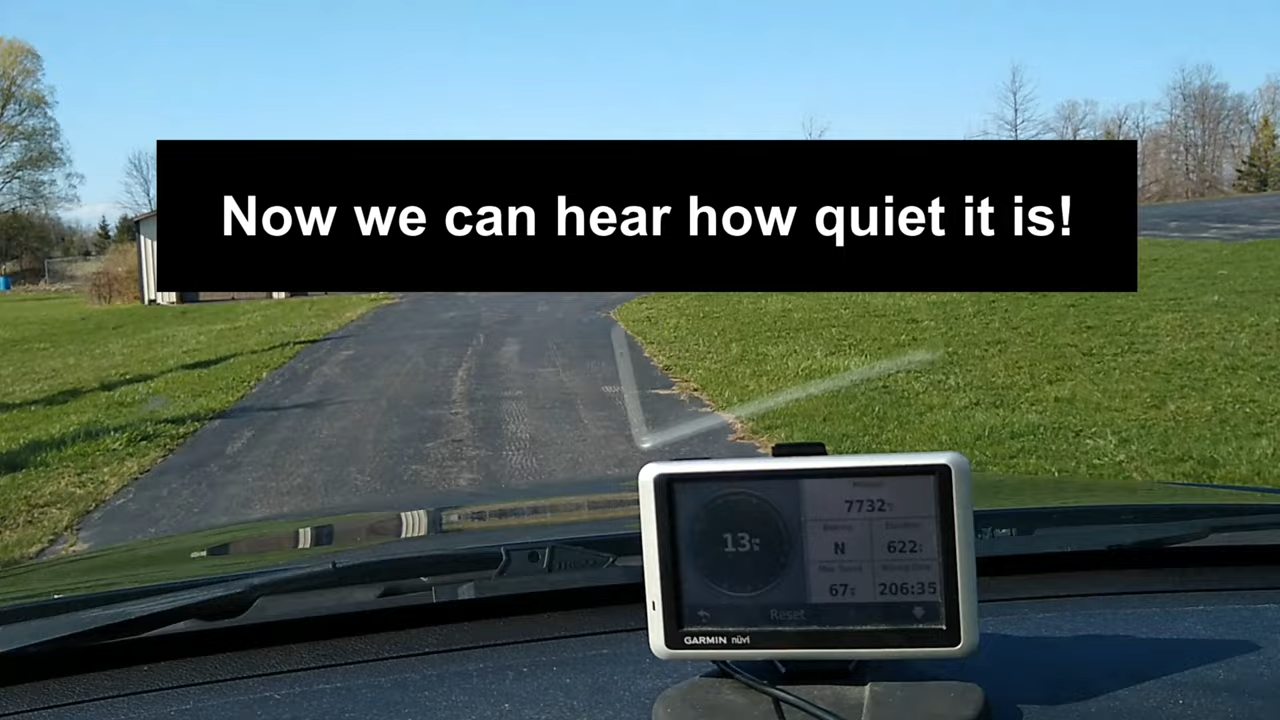 Now we can hear how quiet it is!
7732
13
N
622
67
206:35
Reset
GARMIN nüvi